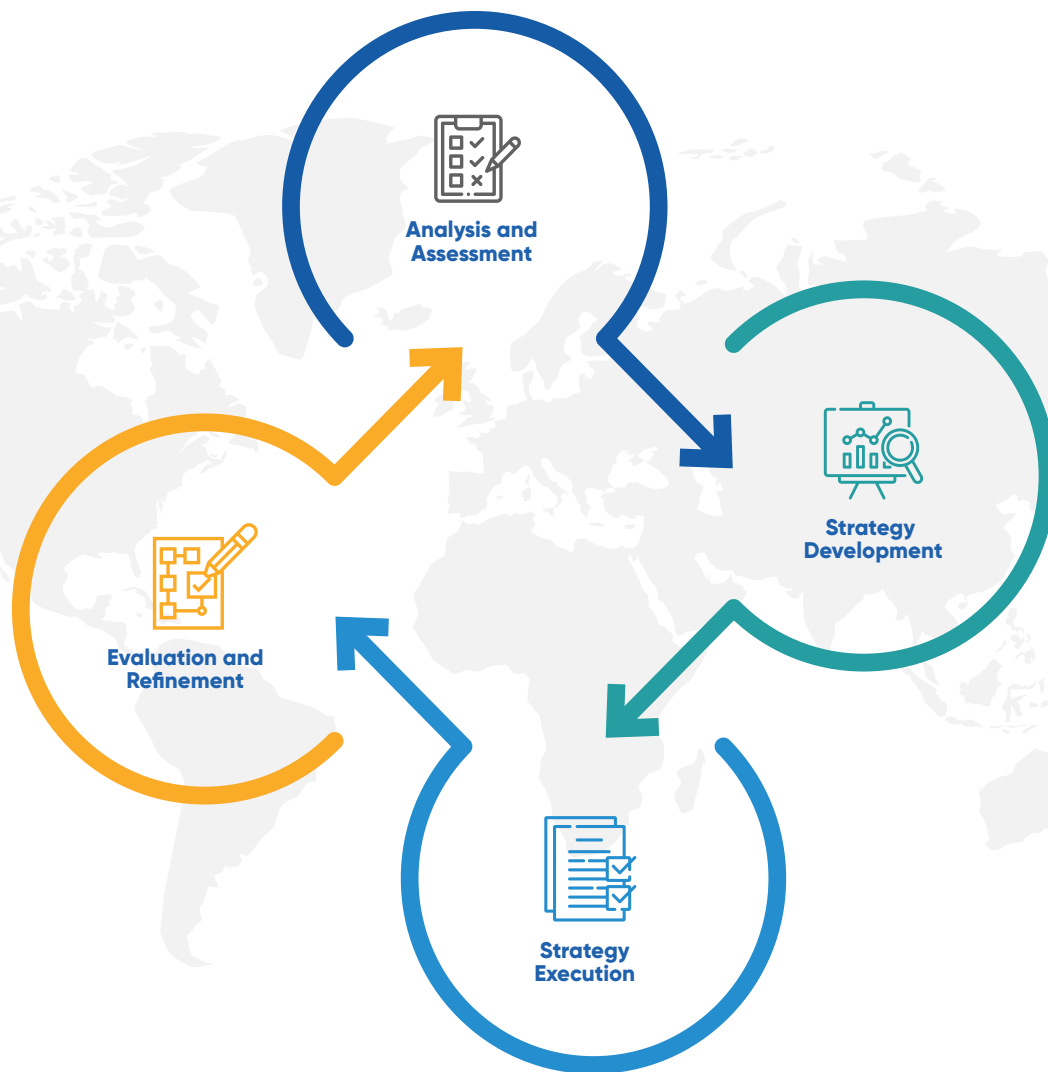 Analysis and
Assessment
Strategy
Development
Strategy
Execution
Evaluation and
Refinement